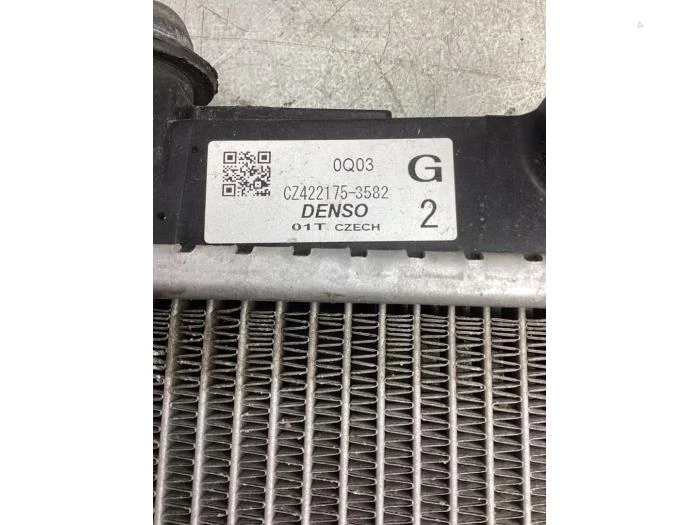 0Q03 G
CZ422175-3582
DENSO 2
01T CZECH